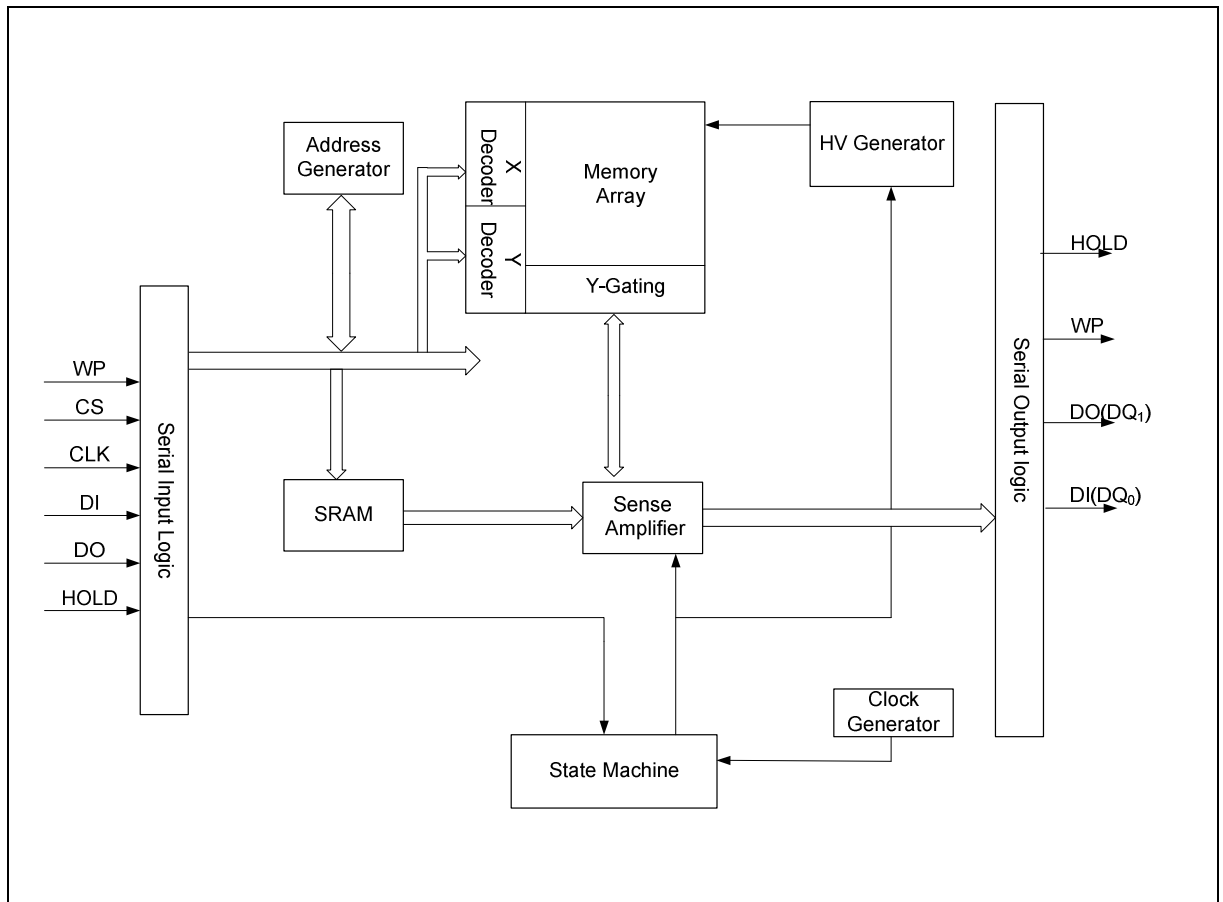 Address
Generator
X
Decoder
Y
Decoder
Memory
Array
Y-Gating
HV Generator
WP
CS
CLK
DI
DO
HOLD
Serial Input Logic
SRAM
Sense
Amplifier
Serial Output logic
HOLD
WP
DO(DQ₁)
DI(DQ₀)
State Machine
Clock
Generator